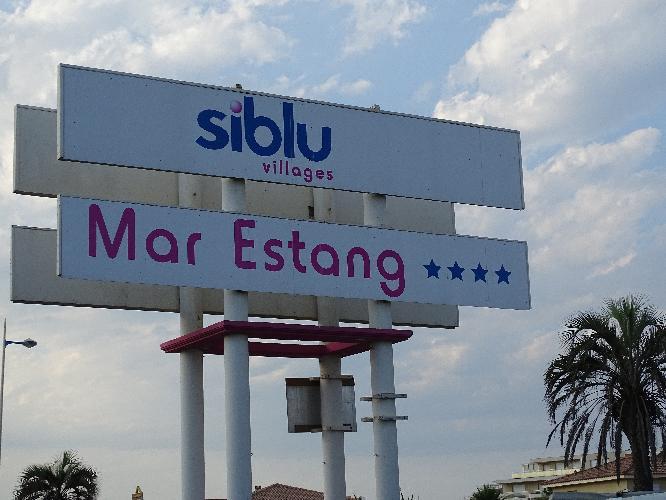 siblu
villages
Mar Estang ★★★★